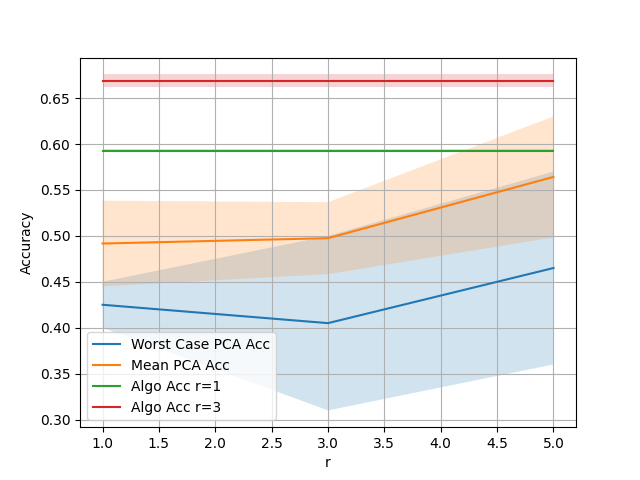 0.65
0.60
0.55
0.50
0.45
0.40
0.35
0.30
Accuracy
Worst Case PCA Acc
Mean PCA Acc
Algo Acc r=1
Algo Acc r=3
1.0 1.5 2.0 2.5 3.0 3.5 4.0 4.5 5.0
r